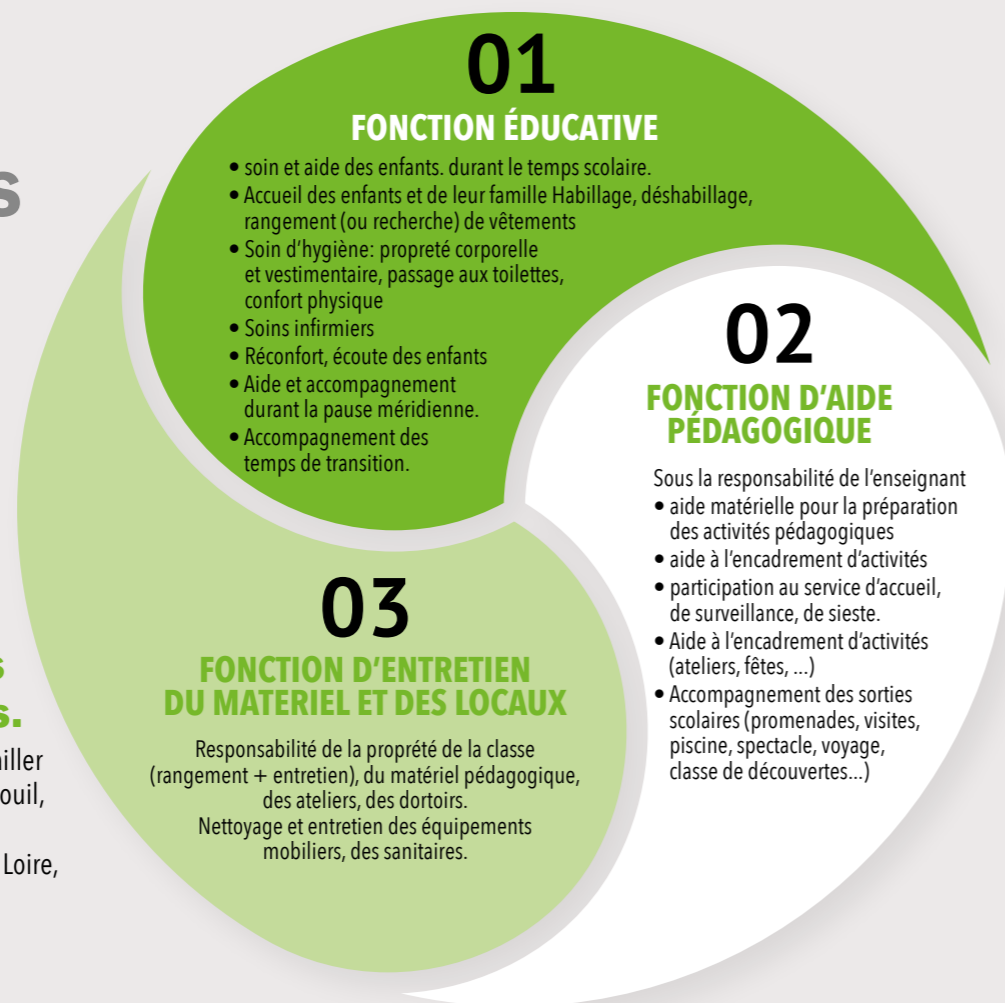 01
FONCTION ÉDUCATIVE
• soin et aide des enfants. durant le temps scolaire.
• Accueil des enfants et de leur famille Habillage, déshabillage,
rangement (ou recherche) de vêtements
• Soin d'hygiène: propreté corporelle
et vestimentaire, passage aux toilettes,
confort physique
• Soins infirmiers
• Réconfort, écoute des enfants
• Aide et accompagnement
durant la pause méridienne.
• Accompagnement des
temps de transition.
02
FONCTION D'AIDE
PÉDAGOGIQUE
Sous la responsabilité de l'enseignant
• aide matérielle pour la préparation
des activités pédagogiques
• aide à l'encadrement d'activités
• participation au service d'accueil,
de surveillance, de sieste.
• Aide à l'encadrement d'activités
(ateliers, fêtes, ...)
• Accompagnement des sorties
scolaires (promenades, visites,
piscine, spectacle, voyage,
classe de découvertes...)
03
FONCTION D'ENTRETIEN
DU MATERIEL ET DES LOCAUX
Responsabilité de la proprété de la classe
(rangement + entretien), du matériel pédagogique,
des ateliers, des dortoirs.
Nettoyage et entretien des équipements
mobiliers, des sanitaires.
s
s
s.
iller
ouil,
Loire,